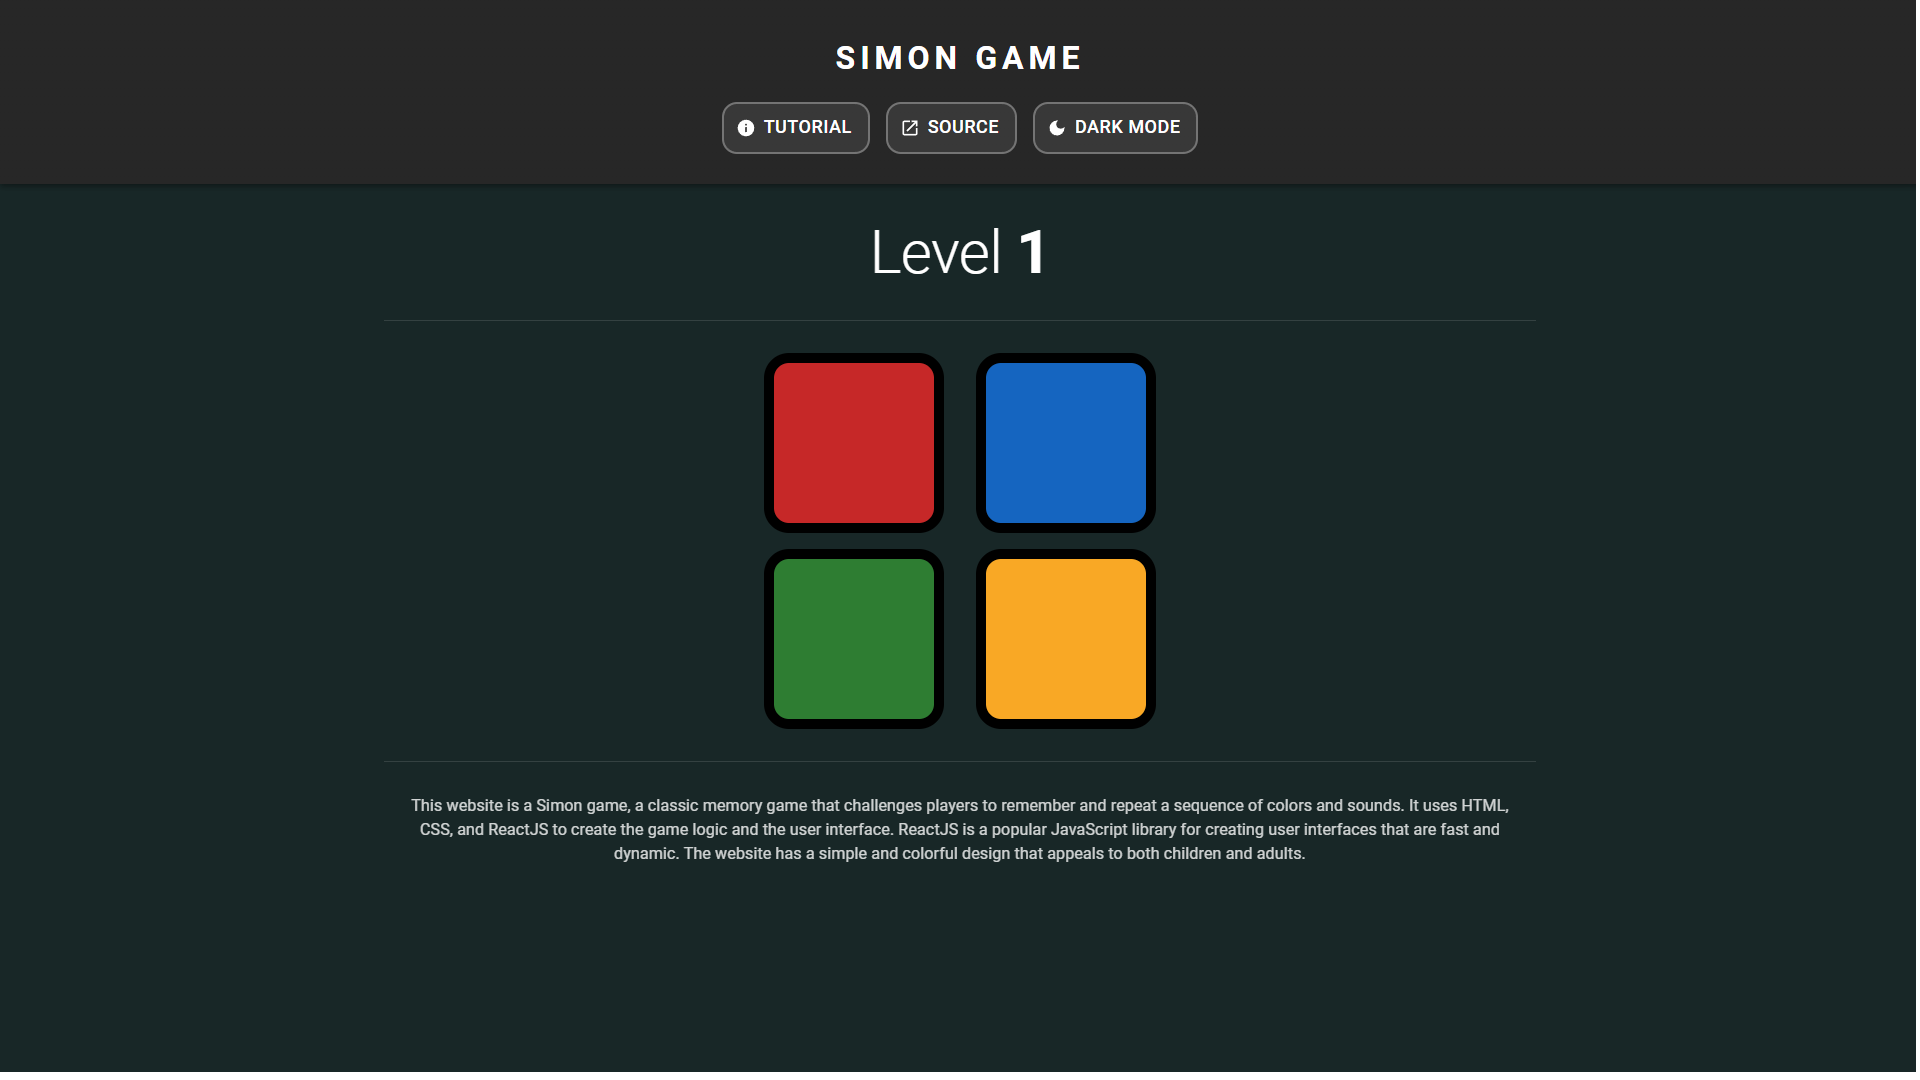 SIMON GAME
TUTORIAL
SOURCE
DARK MODE
Level 1
This website is a Simon game, a classic memory game that challenges players to remember and repeat a sequence of colors and sounds. It uses HTML,
CSS, and ReactJS to create the game logic and the user interface. ReactJS is a popular JavaScript library for creating user interfaces that are fast and
dynamic. The website has a simple and colorful design that appeals to both children and adults.